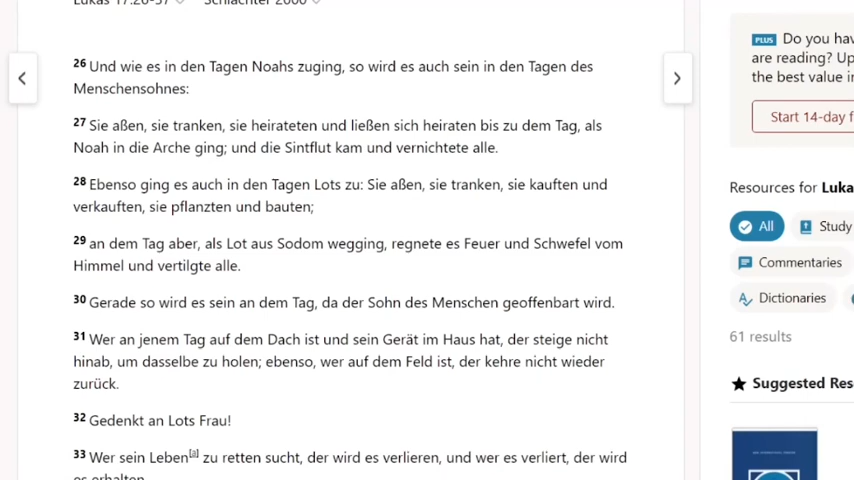 Lukas 17:26-37 Schlachter 2000
26 Und wie es in den Tagen Noahs zuging, so wird es auch sein in den Tagen des
Menschensohnes:
27 Sie aßen, sie tranken, sie heirateten und ließen sich heiraten bis zu dem Tag, als
Noah in die Arche ging; und die Sintflut kam und vernichtete alle.
28 Ebenso ging es auch in den Tagen Lots zu: Sie aßen, sie tranken, sie kauften und
verkauften, sie pflanzten und bauten;
29 an dem Tag aber, als Lot aus Sodom wegging, regnete es Feuer und Schwefel vom
Himmel und vertilgte alle.
30 Gerade so wird es sein an dem Tag, da der Sohn des Menschen geoffenbart wird.
31 Wer an jenem Tag auf dem Dach ist und sein Gerät im Haus hat, der steige nicht
hinab, um dasselbe zu holen; ebenso, wer auf dem Feld ist, der kehre nicht wieder
zurück.
32 Gedenkt an Lots Frau!
33 Wer sein Leben[a] zu retten sucht, der wird es verlieren, und wer es verliert, der wird
es erhalten.
PLUS Do you hav
are reading? Up
the best value i
Start 14-day f
Resources for Luka
All Study
Commentaries
Dictionaries
61 results
Suggested Res